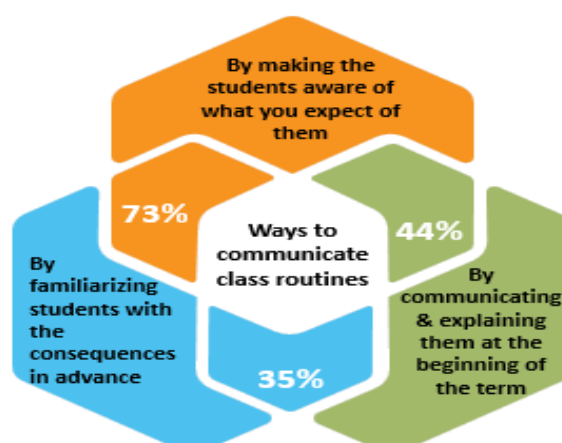 By making the
students aware of
what you expect of
them
73%
44%
Ways to
communicate
class routines
By
familiarizing
students with
the
consequences
in advance
35%
By
communicating
& explaining
them at the
beginning of
the term